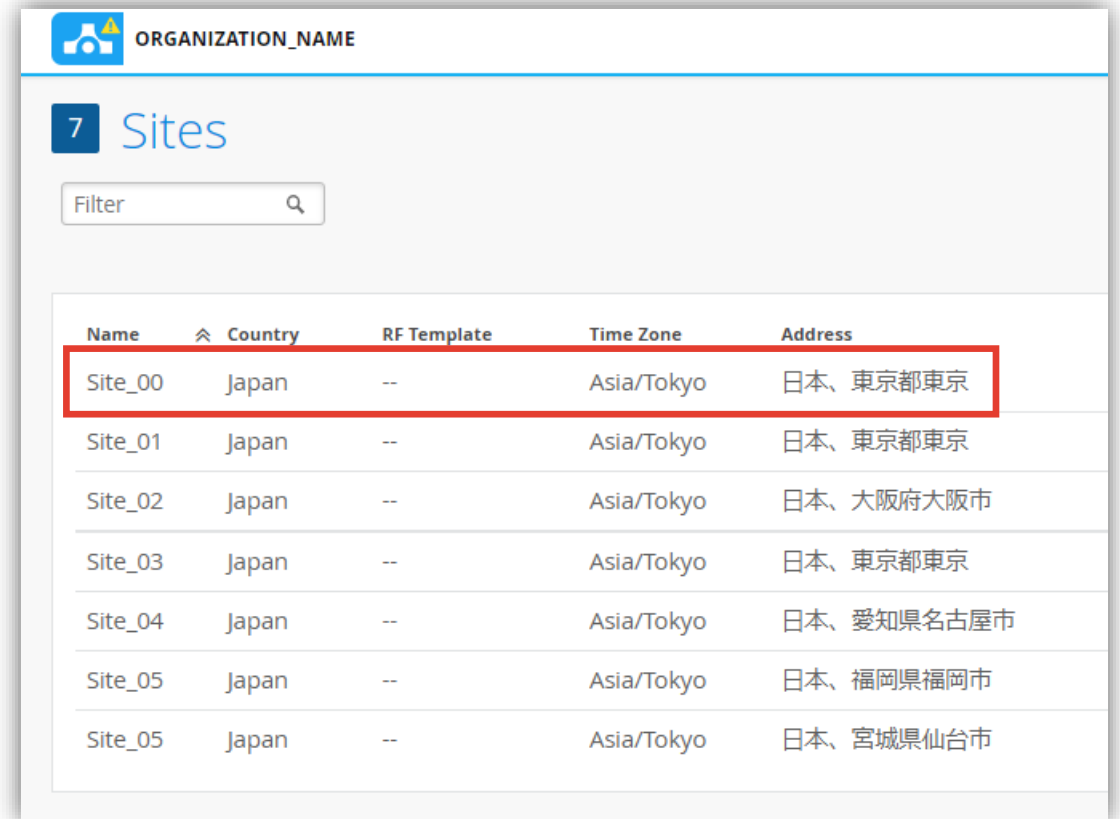 ORGANIZATION_NAME
7 Sites
Filter
Name Country RF Template Time Zone Address
Site_00 Japan -- Asia/Tokyo 日本、東京都東京
Site_01 Japan -- Asia/Tokyo 日本、東京都東京
Site_02 Japan -- Asia/Tokyo 日本、大阪府大阪市
Site_03 Japan -- Asia/Tokyo 日本、東京都東京
Site_04 Japan -- Asia/Tokyo 日本、愛知県名古屋市
Site_05 Japan -- Asia/Tokyo 日本、福岡県福岡市
Site_05 Japan -- Asia/Tokyo 日本、宮城県仙台市